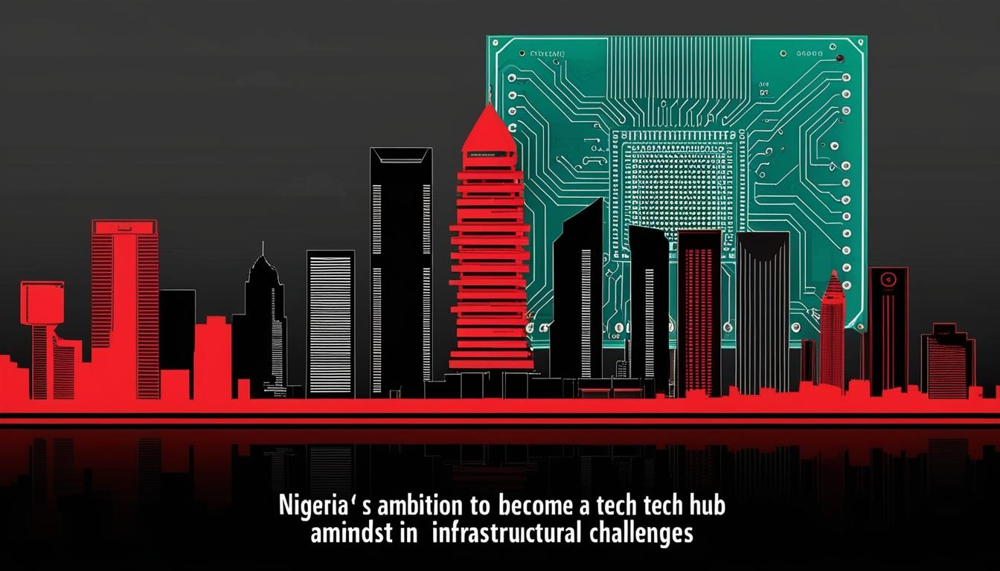 Nigeria‘ s ambition to become a tech tech hub
amindst in infrastructural challenges